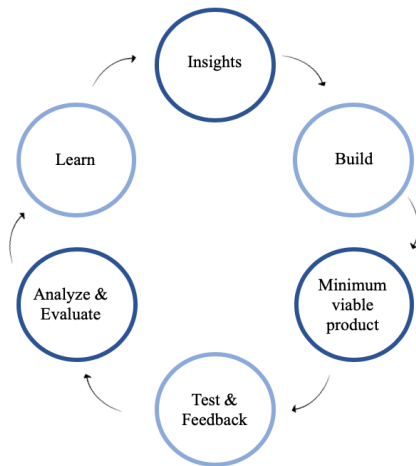 Insights
Build
Minimum
viable
product
Test &
Feedback
Analyze &
Evaluate
Learn